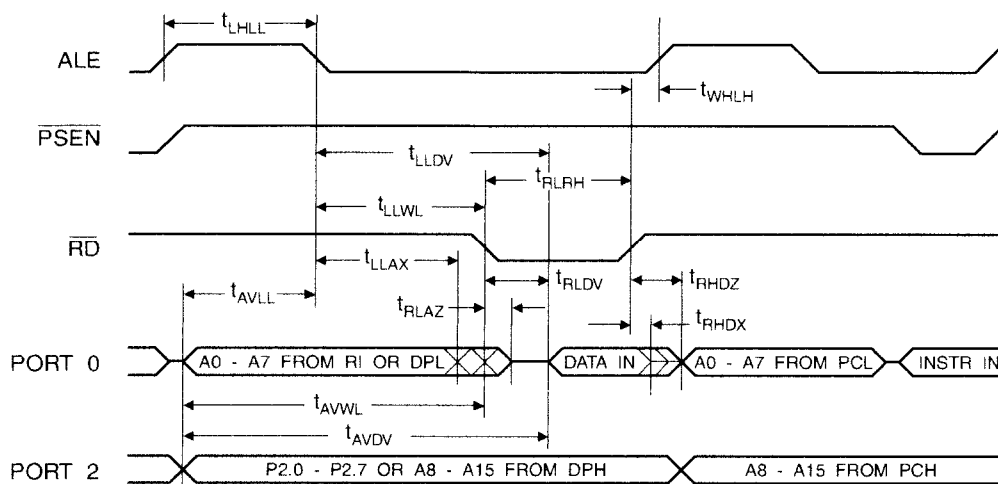 tLHLL
ALE
tWHLH
PSEN
tLLDV
tRLRH
tLLWL
RD
tLLAX
tRLDV
tRHDZ
tAVLL
tRLAZ
tRHDX
PORT 0
A0 - A7 FROM RI OR DPL
DATA IN
A0 - A7 FROM PCL
INSTR IN
tAVWL
tAVDV
PORT 2
P2.0 - P2.7 OR A8 - A15 FROM DPH
A8 - A15 FROM PCH